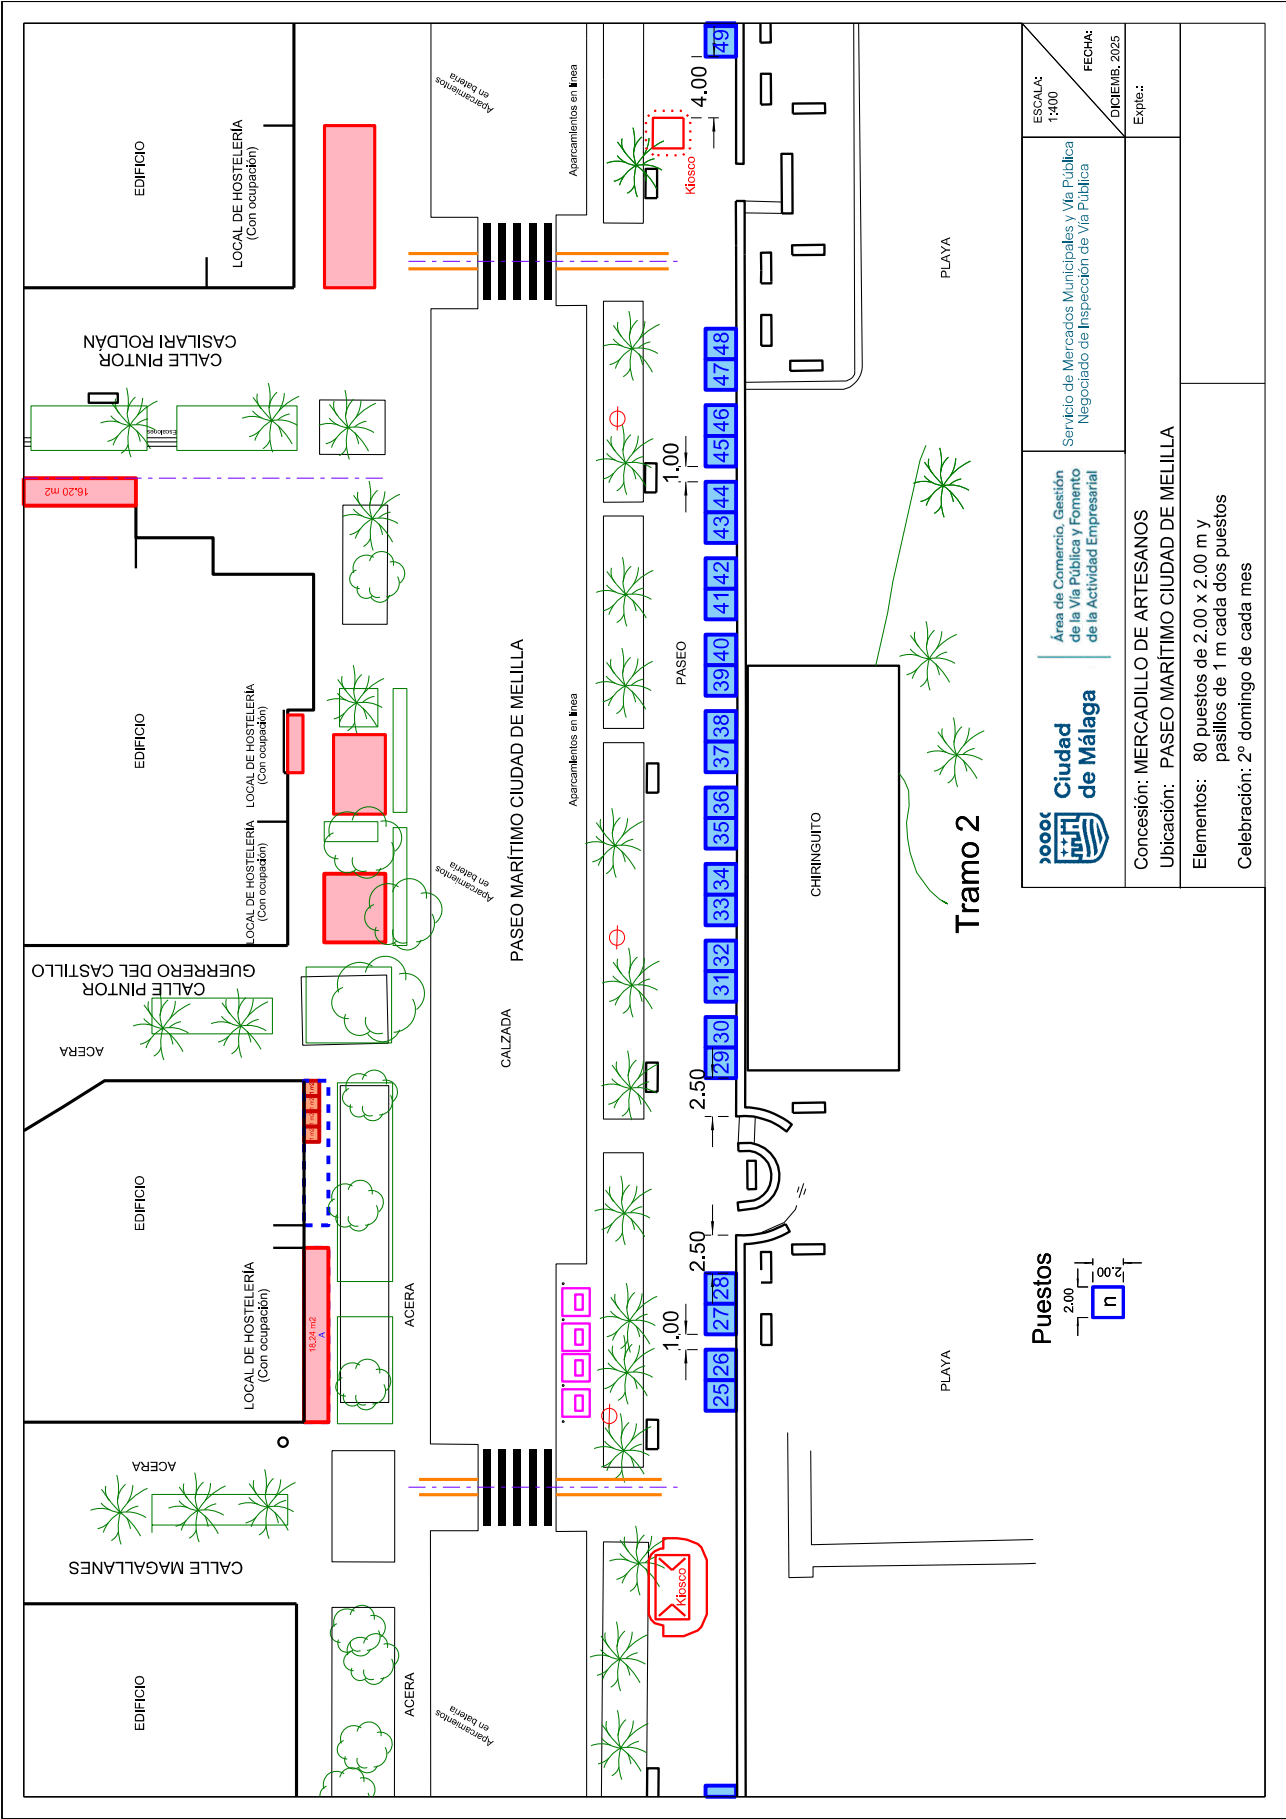 EDIFICIO
LOCAL DE HOSTELERÍA
(Con ocupación)
CALLE PINTOR
CASILARI ROLDÁN
Escalones
16.20 m2
EDIFICIO
LOCAL DE HOSTELERÍA
(Con ocupación)
LOCAL DE HOSTELERÍA
(Con ocupación)
CALLE PINTOR
GUERRERO DEL CASTILLO
ACERA
EDIFICIO
LOCAL DE HOSTELERÍA
(Con ocupación)
18.24 m2
A
ACERA
ACERA
CALLE MAGALLANES
EDIFICIO
ACERA
Aparcamientos
en batería
Aparcamientos
en batería
Aparcamientos
en batería
PASEO MARÍTIMO CIUDAD DE MELILLA
CALZADA
Aparcamientos en línea
Aparcamientos en línea
PASEO
Kiosco
Kiosco
4.00
1.00
2.50
2.50
1.00
25 26
27 28
29 30
31 32
33 34
35 36
37 38
39 40
41 42
43 44
45 46
47 48
49
CHIRINGUITO
PLAYA
PLAYA
Tramo 2
Puestos
2.00
2.00
n
Ciudad
de Málaga
Área de Comercio, Gestión
de la Vía Pública y Fomento
de la Actividad Empresarial
Servicio de Mercados Municipales y Vía Pública
Negociado de Inspección de Vía Pública
ESCALA:
1:400
FECHA:
DICIEMB. 2025
Concesión: MERCADILLO DE ARTESANOS
Expte.:
Ubicación: PASEO MARÍTIMO CIUDAD DE MELILLA
Elementos: 80 puestos de 2.00 x 2.00 m y
pasillos de 1 m cada dos puestos
Celebración: 2º domingo de cada mes